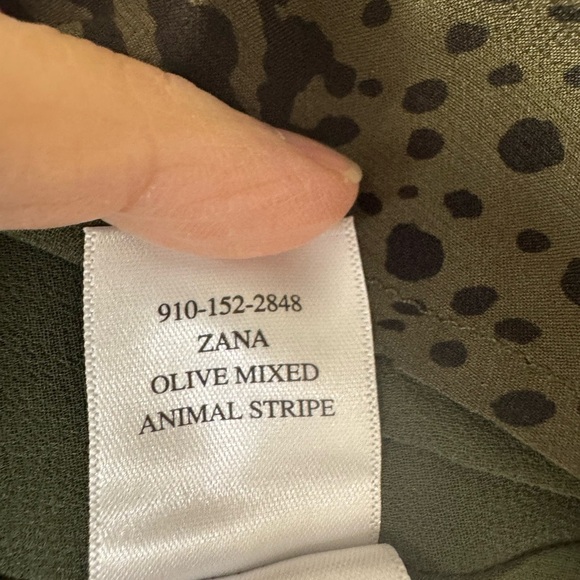 910-152-2848
ZANA
OLIVE MIXED
ANIMAL STRIPE